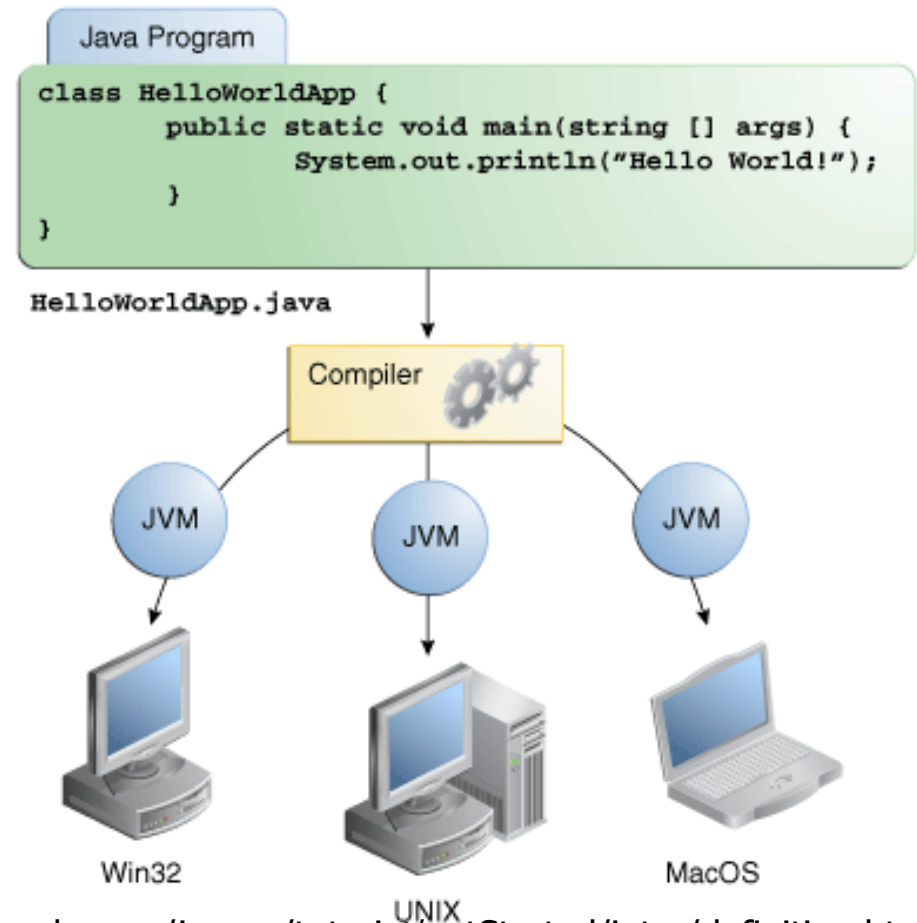 Java Program
class HelloWorldApp {
public static void main(string [] args) {
System.out.println("Hello World!");
}
}
HelloWorldApp.java
Compiler
JVM
JVM
JVM
Win32
UNIX
MacOS